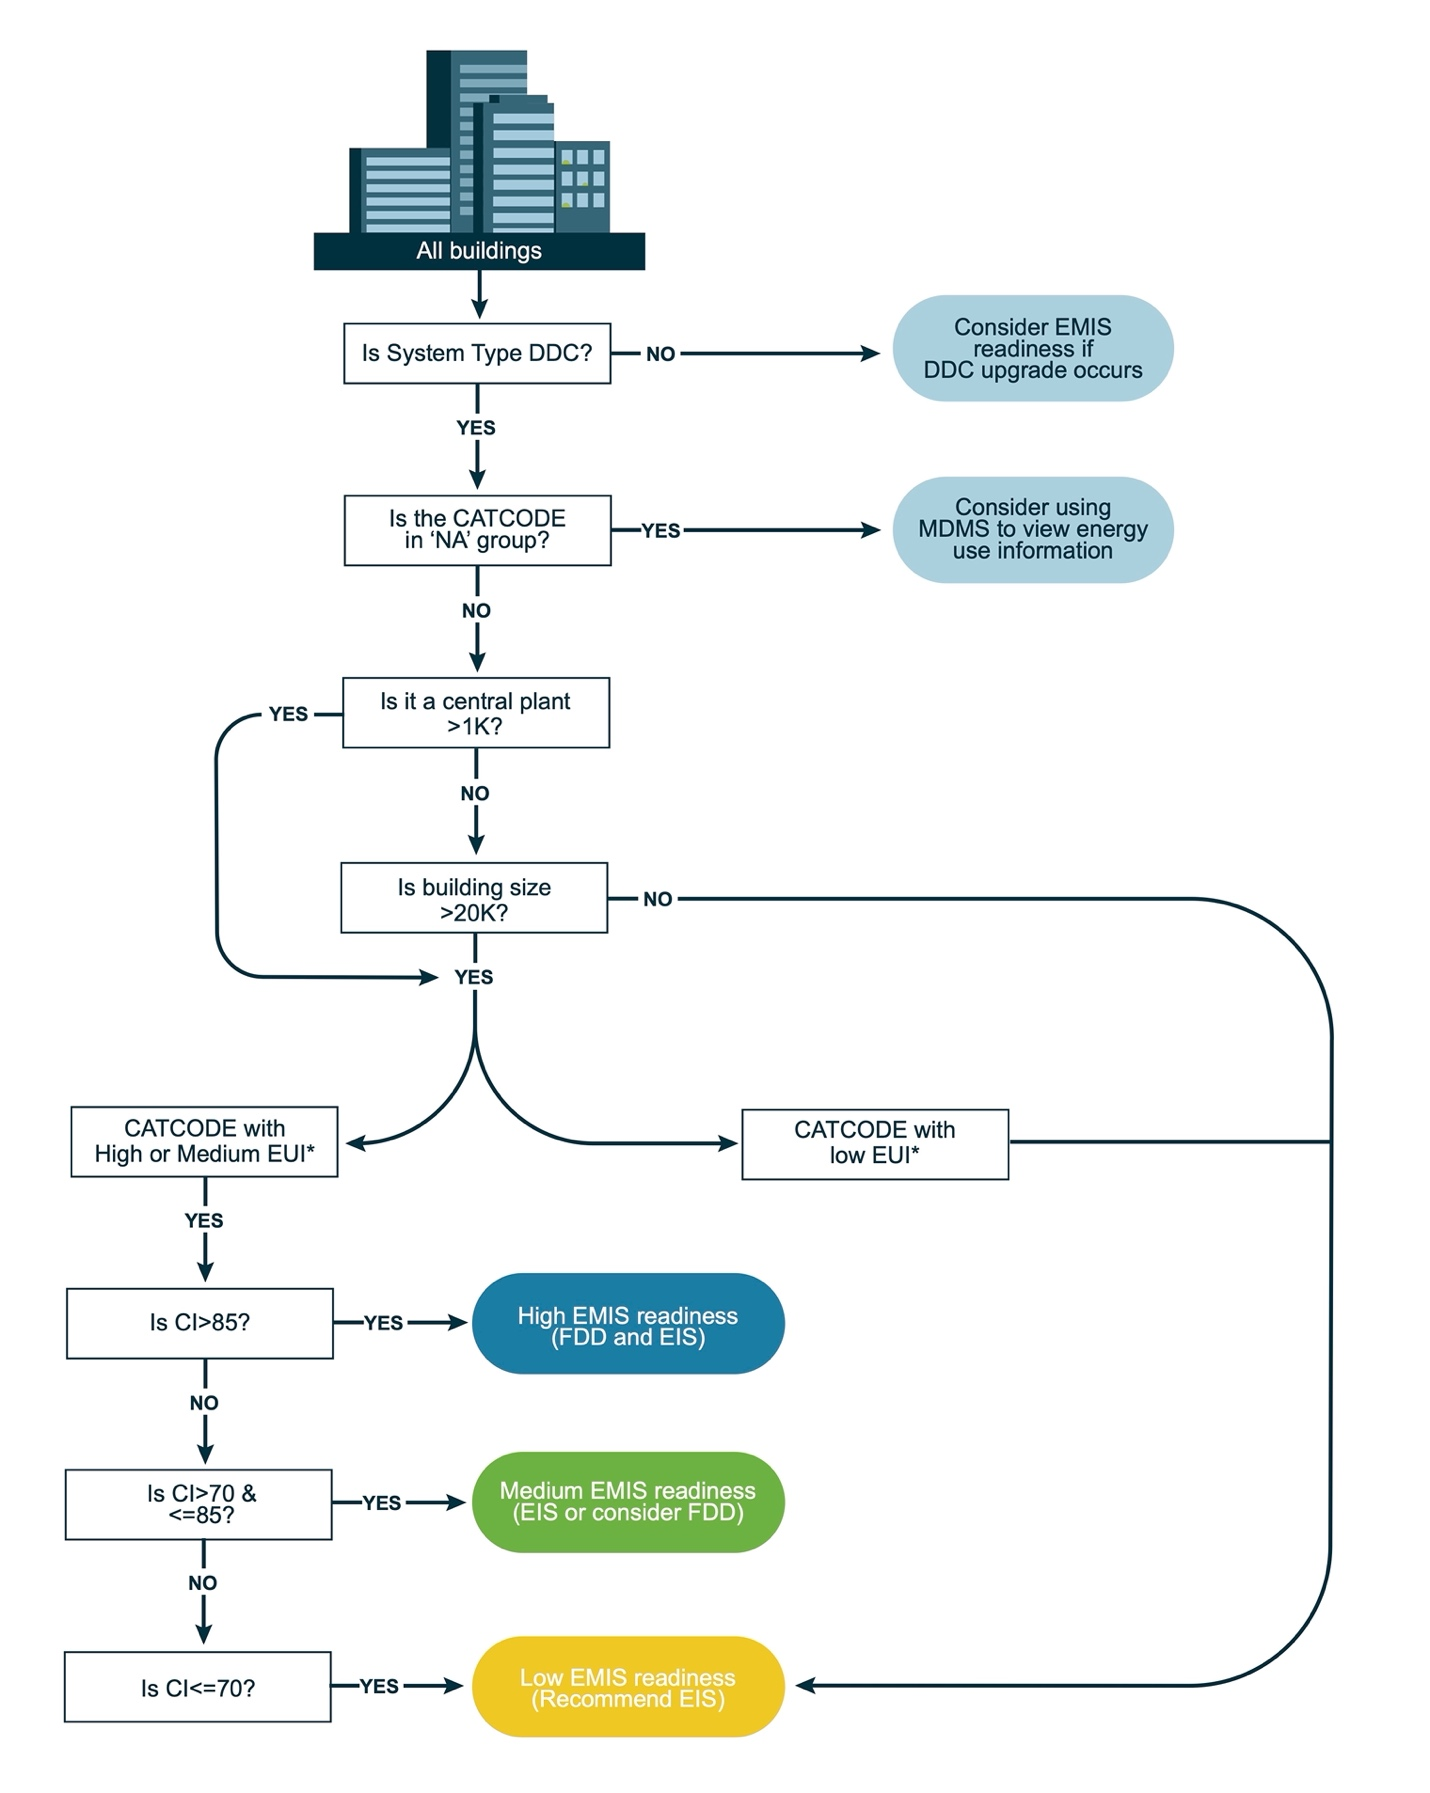 All buildings
Is System Type DDC?
NO
Consider EMIS
readiness if
DDC upgrade occurs
YES
Is the CATCODE
in ‘NA’ group?
YES
Consider using
MDMS to view energy
use information
NO
Is it a central plant
>1K?
YES
NO
Is building size
>20K?
NO
YES
CATCODE with
High or Medium EUI*
CATCODE with
low EUI*
YES
Is CI>85?
YES
High EMIS readiness
(FDD and EIS)
NO
Is CI>70 &
<=85?
YES
Medium EMIS readiness
(EIS or consider FDD)
NO
Is CI<=70?
YES
Low EMIS readiness
(Recommend EIS)